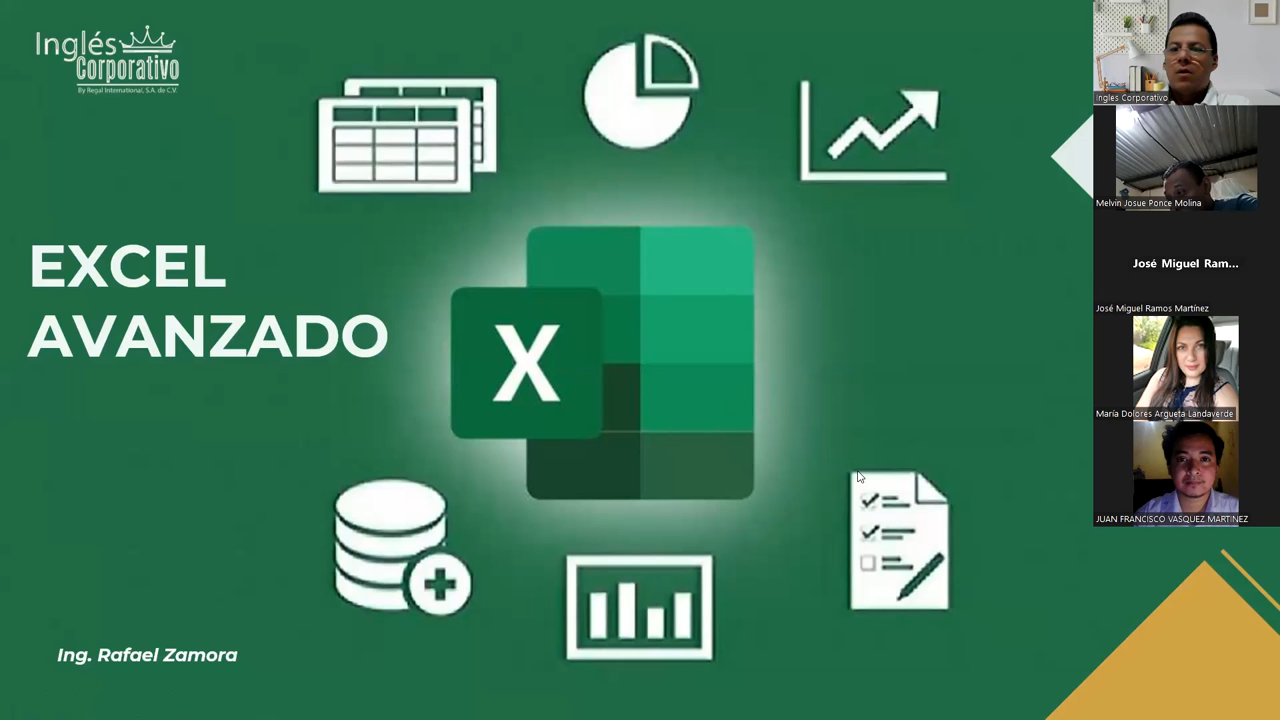 Inglés
Corporativo
By Regal International, S.A. de C.V.
EXCEL
AVANZADO
X
Ing. Rafael Zamora
Ingles Corporativo
Melvin Josue Ponce Molina
José Miguel Ram...
José Miguel Ramos Martínez
María Dolores Argueta Landaverde
JUAN FRANCISCO VASQUEZ MARTINEZ